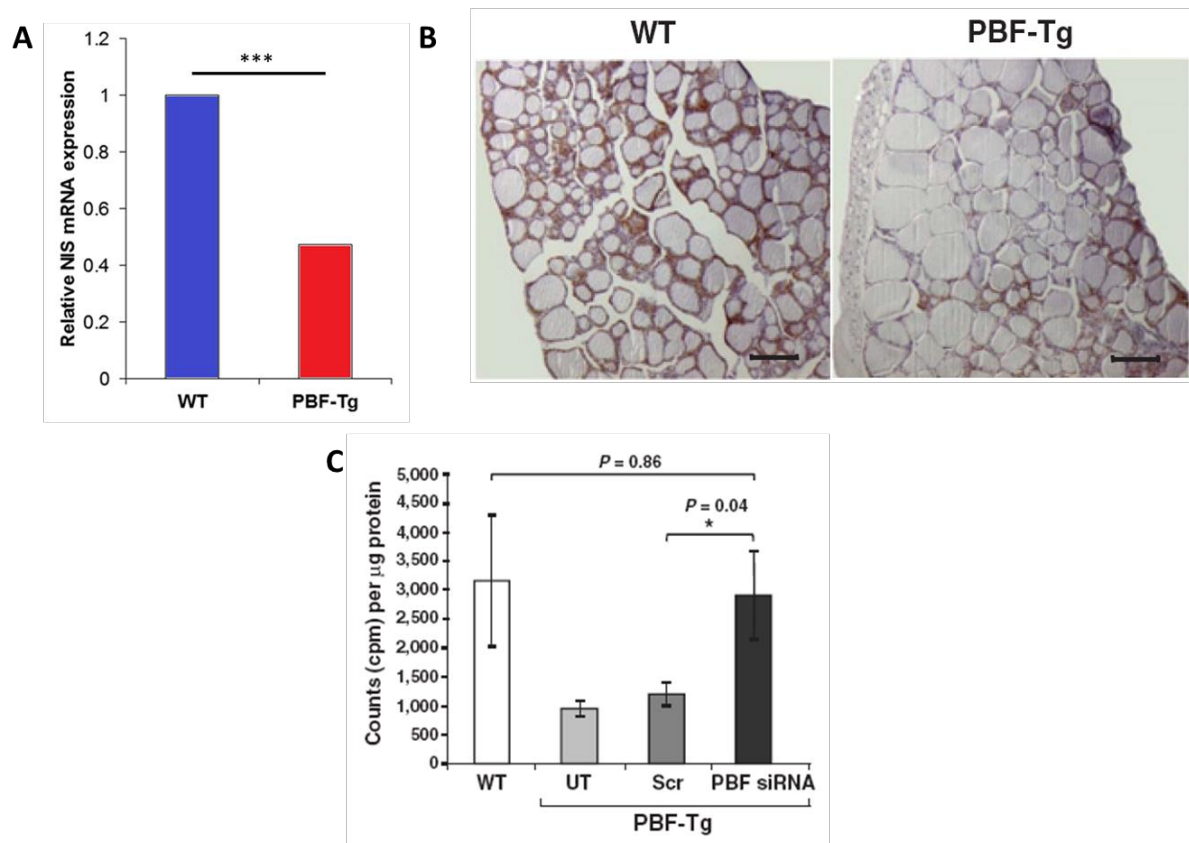 A
Relative NIS mRNA expression
1.2
1
0.8
0.6
0.4
0.2
0
***
WT
PBF-Tg
B
WT
PBF-Tg
C
Counts (cpm) per µg protein
5,000
4,500
4,000
3,500
3,000
2,500
2,000
1,500
1,000
500
0
P = 0.86
P = 0.04
*
WT
UT
Scr
PBF siRNA
PBF-Tg